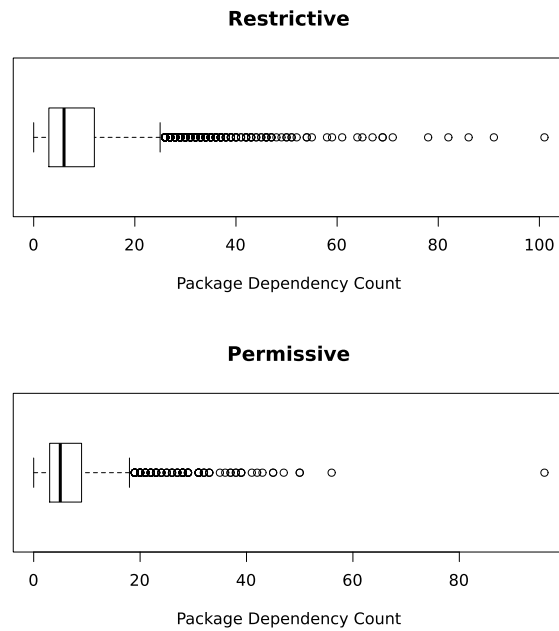 Restrictive
0 20 40 60 80 100
Package Dependency Count
Permissive
0 20 40 60 80
Package Dependency Count